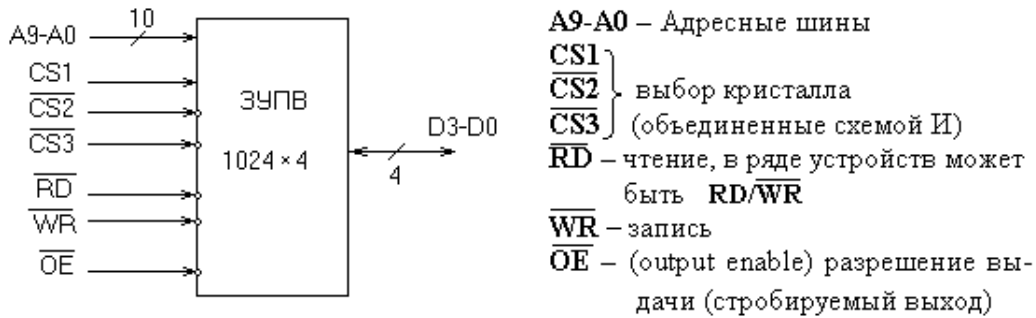 10
A9-A0
CS1
CS2
CS3
RD
WR
OE
ЗУПВ
1024 × 4
D3-D0
4
A9-A0 – Адресные шины
CS1
CS2 выбор кристалла
CS3 (объединенные схемой И)
RD – чтение, в ряде устройств может
быть RD/WR
WR – запись
OE – (output enable) разрешение вы-
дачи (стробируемый выход)